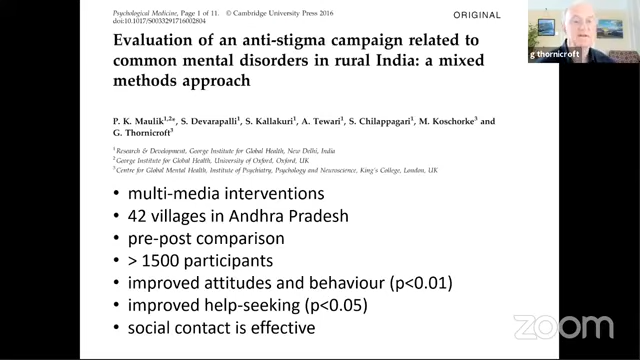 Psychological Medicine, Page 1 of 11. © Cambridge University Press 2016
doi:10.1017/S0033291716002804
ORIGINAL
Evaluation of an anti-stigma campaign related to
common mental disorders in rural India: a mixed
methods approach
P. K. Maulik1,2*, S. Devarapalli1, S. Kallakuri1, A. Tewari1, S. Chilappagari1, M. Koschorke3 and
G. Thornicroft3
1 Research & Development, George Institute for Global Health, New Delhi, India
2 George Institute for Global Health, University of Oxford, Oxford, UK
3 Centre for Global Mental Health, Institute of Psychiatry, Psychology and Neuroscience, King's College, London, UK
• multi-media interventions
• 42 villages in Andhra Pradesh
• pre-post comparison
• > 1500 participants
• improved attitudes and behaviour (p<0.01)
• improved help-seeking (p<0.05)
• social contact is effective
g thornicroft
zoom